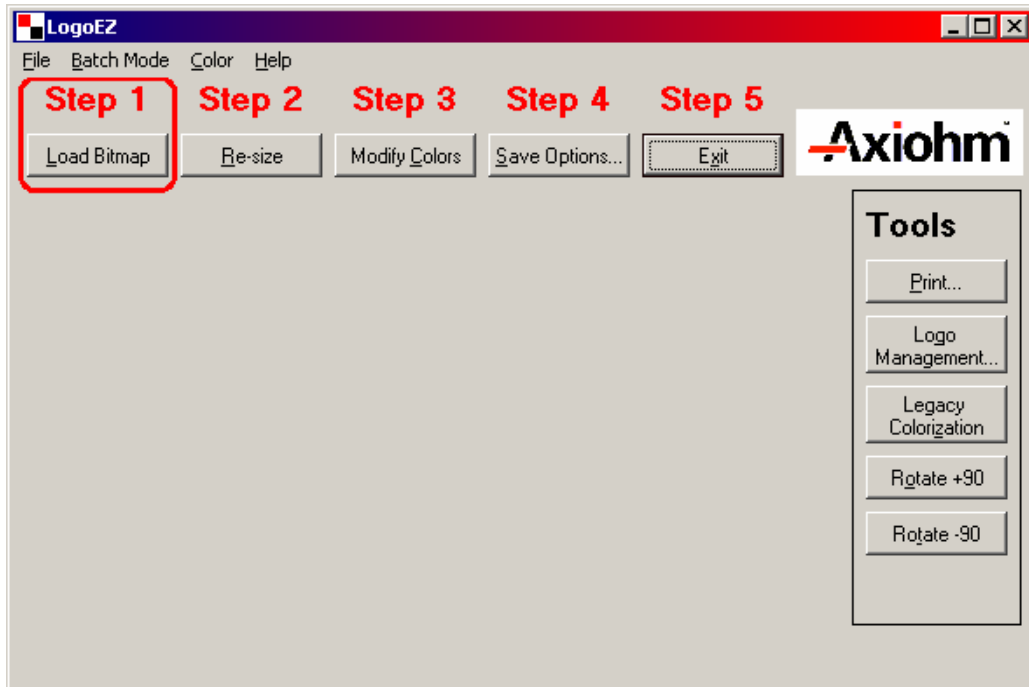 LogoEZ
File Batch Mode Color Help
Step 1 Step 2 Step 3 Step 4 Step 5
Load Bitmap Re-size Modify Colors Save Options... Exit
Axiohm
Tools
Print...
Logo
Management...
Legacy
Colorization
Rotate +90
Rotate -90